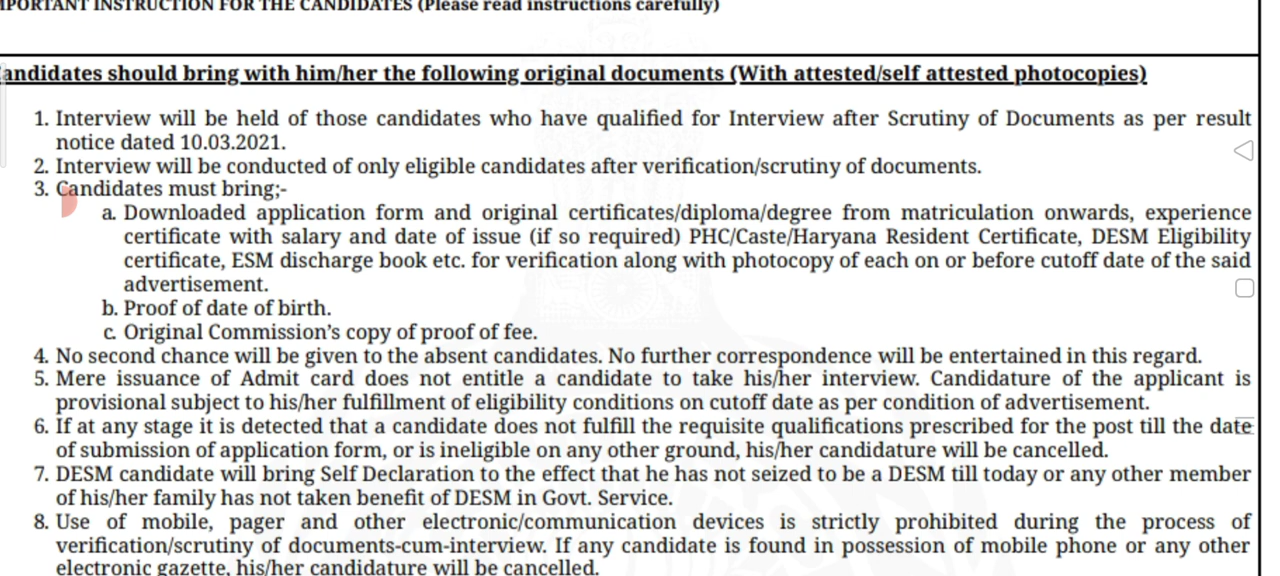 MPORTANT INSTRUCTION FOR THE CANDIDATES (Please read instructions carefully)
andidates should bring with him/her the following original documents (With attested/self attested photocopies)
1. Interview will be held of those candidates who have qualified for Interview after Scrutiny of Documents as per result
notice dated 10.03.2021.
2. Interview will be conducted of only eligible candidates after verification/scrutiny of documents.
3. Candidates must bring;-
a. Downloaded application form and original certificates/diploma/degree from matriculation onwards, experience
certificate with salary and date of issue (if so required) PHC/Caste/Haryana Resident Certificate, DESM Eligibility
certificate, ESM discharge book etc. for verification along with photocopy of each on or before cutoff date of the said
advertisement.
b. Proof of date of birth.
c. Original Commission's copy of proof of fee.
4. No second chance will be given to the absent candidates. No further correspondence will be entertained in this regard.
5. Mere issuance of Admit card does not entitle a candidate to take his/her interview. Candidature of the applicant is
provisional subject to his/her fulfillment of eligibility conditions on cutoff date as per condition of advertisement.
6. If at any stage it is detected that a candidate does not fulfill the requisite qualifications prescribed for the post till the date
of submission of application form, or is ineligible on any other ground, his/her candidature will be cancelled.
7. DESM candidate will bring Self Declaration to the effect that he has not seized to be a DESM till today or any other member
of his/her family has not taken benefit of DESM in Govt. Service.
8. Use of mobile, pager and other electronic/communication devices is strictly prohibited during the process of
verification/scrutiny of documents-cum-interview. If any candidate is found in possession of mobile phone or any other
electronic gazette, his/her candidature will be cancelled.